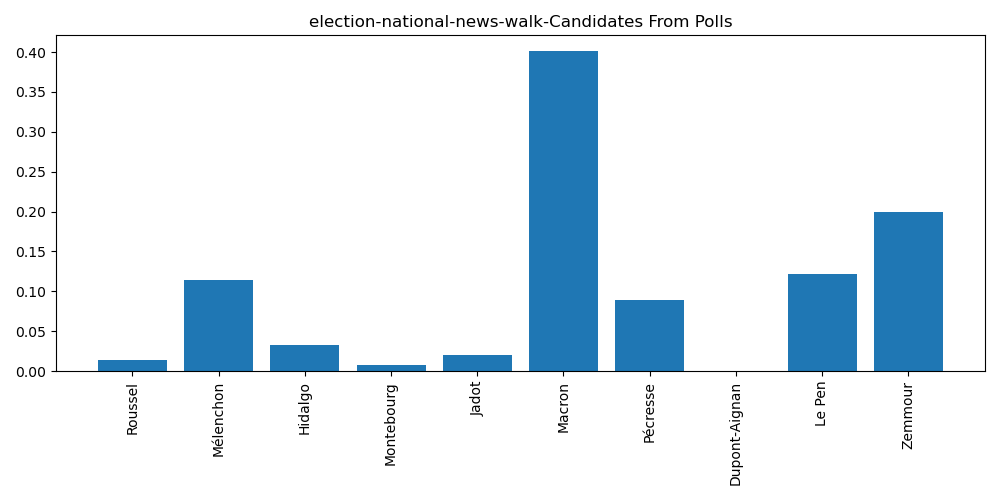 election-national-news-walk-Candidates From Polls
0.40
0.35
0.30
0.25
0.20
0.15
0.10
0.05
0.00
Roussel
Mélenchon
Hidalgo
Montebourg
Jadot
Macron
Pécresse
Dupont-Aignan
Le Pen
Zemmour